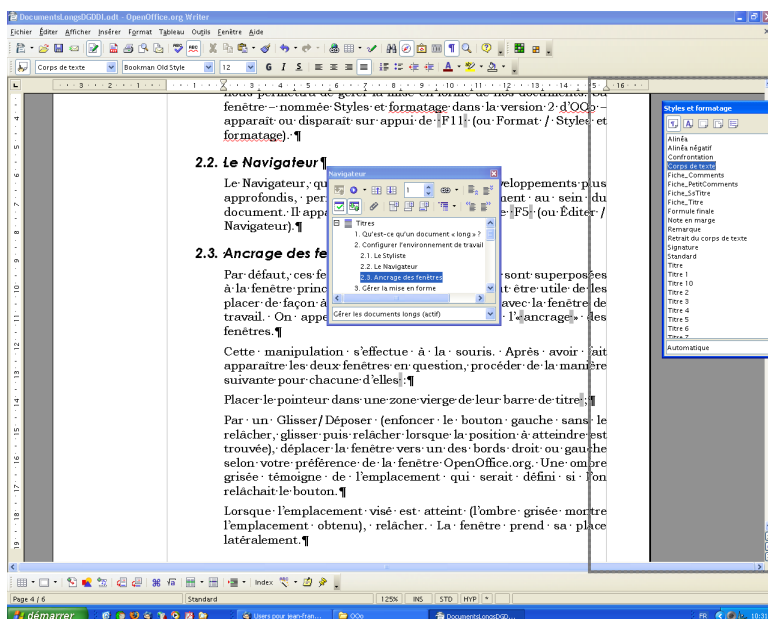 DocumentsLongsDGDDI.odt - OpenOffice.org Writer
Fichier Éditer Afficher Insérer Format Tableau Outils Fenêtre Aide
Corps de texte Bookman Old Style 12 G I S
fenêtre – nommée Styles et formatage dans la version 2 d'OOo –
apparaît ou disparaît sur appui de F11 (ou Format / Styles et
formatage). ¶
2.2. Le Navigateur ¶
Le Navigateur, qu
veloppements plus
approfondis, per
ment au sein du
document. Il appa
e F5 (ou Éditer /
Navigateur). ¶
2.3. Ancrage des fe
Par défaut, ces fe
sont superposées
à la fenêtre princ
t être utile de les
placer de façon à
avec la fenêtre de
travail. On appe
l'« ancrage » des
fenêtres. ¶
Cette manipulation s'effectue à la souris. Après avoir fait
apparaître les deux fenêtres en question, procéder de la manière
suivante pour chacune d'elles : ¶
Placer le pointeur dans une zone vierge de leur barre de titre ; ¶
Par un Glisser/Déposer (enfoncer le bouton gauche sans le
relâcher, glisser puis relâcher lorsque la position à atteindre est
trouvée), déplacer la fenêtre vers un des bords droit ou gauche
selon votre préférence de la fenêtre OpenOffice.org. Une ombre
grisée témoigne de l'emplacement qui serait défini si l'on
relâchait le bouton. ¶
Lorsque l'emplacement visé est atteint (l'ombre grisée montre
l'emplacement obtenu), relâcher. La fenêtre prend sa place
latéralement. ¶
Navigateur
1
Titres
1. Qu'est-ce qu'un document « long » ?
2. Configurer l'environnement de travail
2.1. Le Styliste
2.2. Le Navigateur
2.3. Ancrage des fenêtres
3. Gérer la mise en forme
Gérer les documents longs (actif)
Styles et formatage
Alinéa
Alinéa négatif
Confrontation
Corps de texte
Fiche_Comments
Fiche_PetitComments
Fiche_SsTitre
Fiche_Titre
Formule finale
Note en marge
Remarque
Retrait du corps de texte
Signature
Standard
Titre
Titre 1
Titre 10
Titre 2
Titre 3
Titre 4
Titre 5
Titre 6
Titre 7
Automatique
Index
Page 4 / 6 Standard 125% INS STD HYP *
démarrer Users pour jean-fran... OOo DocumentsLongsDGD... FR 10:31